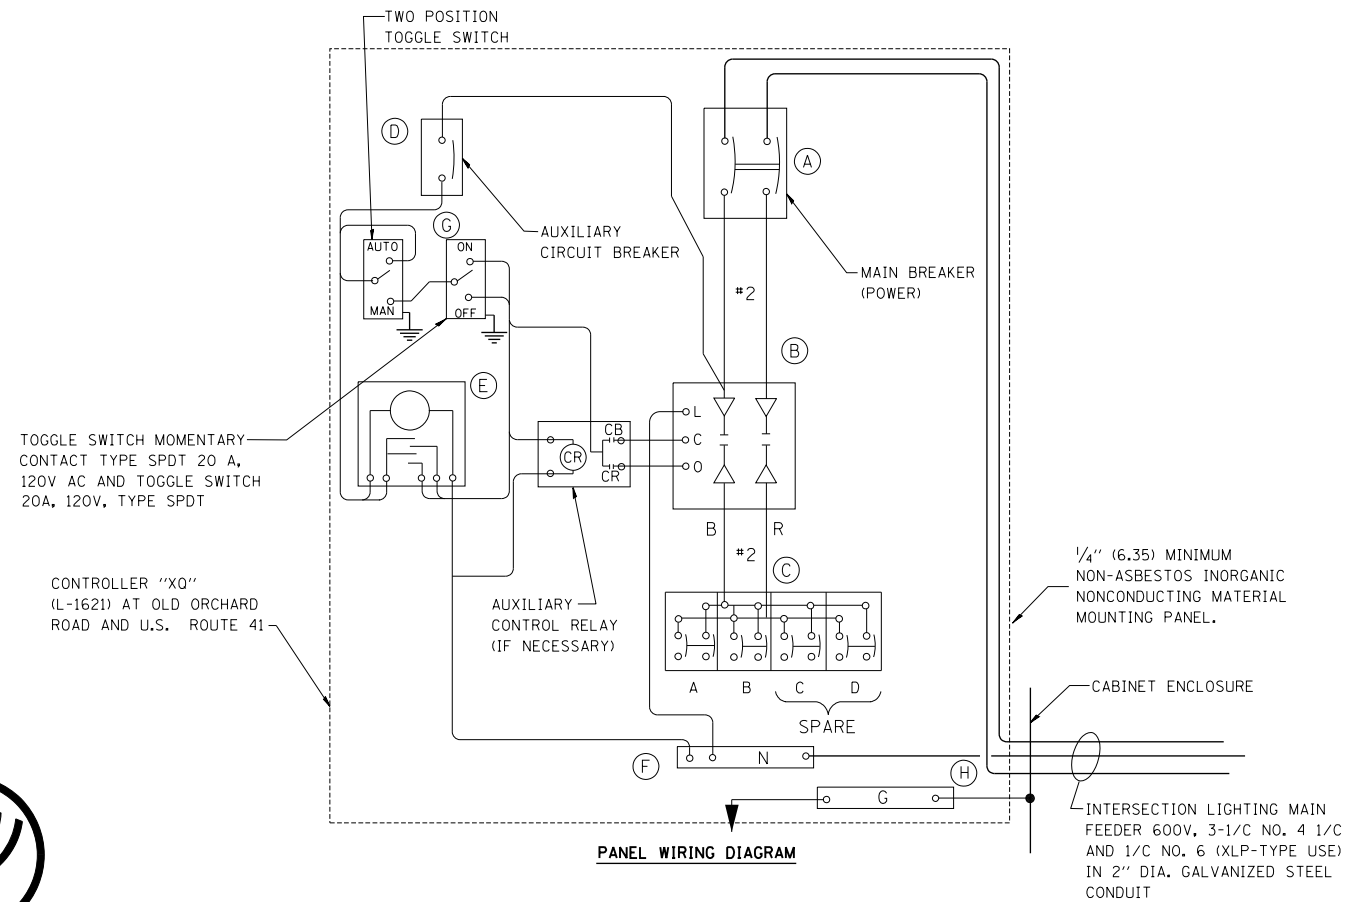 TWO POSITION
TOGGLE SWITCH
D
A
G
AUXILIARY
CIRCUIT BREAKER
AUTO
MAN
ON
OFF
MAIN BREAKER
(POWER)
#2
B
E
L
C
O
CB
CR
CR
TOGGLE SWITCH MOMENTARY
CONTACT TYPE SPDT 20 A,
120V AC AND TOGGLE SWITCH
20A, 120V, TYPE SPDT
B
R
#2
C
1/4" (6.35) MINIMUM
NON-ASBESTOS INORGANIC
NONCONDUCTING MATERIAL
MOUNTING PANEL.
CONTROLLER "XQ"
(L-1621) AT OLD ORCHARD
ROAD AND U.S. ROUTE 41
AUXILIARY
CONTROL RELAY
(IF NECESSARY)
A B C D
SPARE
CABINET ENCLOSURE
F
N
H
G
INTERSECTION LIGHTING MAIN
FEEDER 600V, 3-1/C NO. 4 1/C
AND 1/C NO. 6 (XLP-TYPE USE)
IN 2" DIA. GALVANIZED STEEL
CONDUIT
PANEL WIRING DIAGRAM